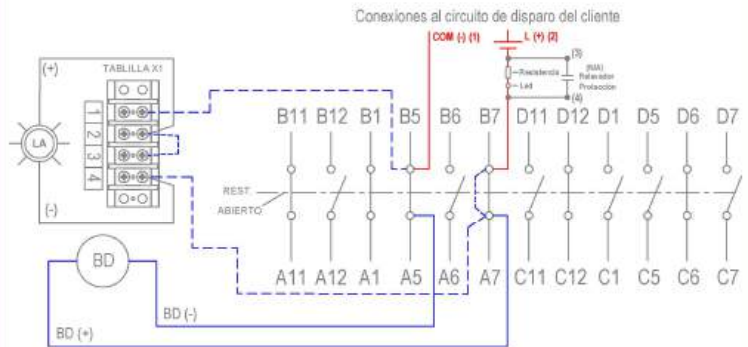 Conexiones al circuito de disparo del cliente
COM (-) (1)
L (+) (2)
(3)
Resistencia
Led
(NA)
Relevador
Protección
(4)
(+)
TABLILLA X1
1
2
3
4
LA
(-)
B11 B12 B1 B5 B6 B7 D11 D12 D1 D5 D6 D7
REST.
ABIERTO
A11 A12 A1 A5 A6 A7 C11 C12 C1 C5 C6 C7
BD
BD (-)
BD (+)